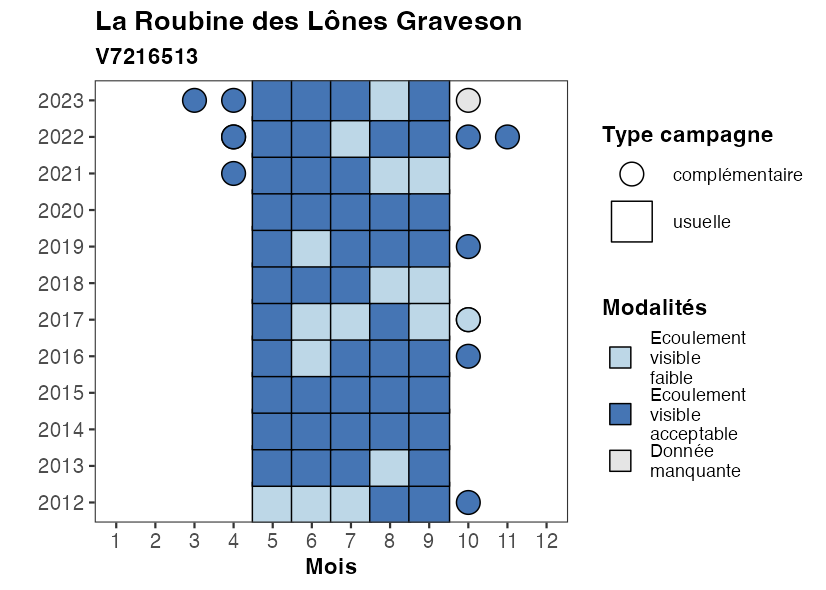 La Roubine des Lônes Graveson
V7216513
2023
2022
2021
2020
2019
2018
2017
2016
2015
2014
2013
2012
1 2 3 4 5 6 7 8 9 10 11 12
Mois
Type campagne
complémentaire
usuelle
Modalités
Ecoulement
visible
faible
Ecoulement
visible
acceptable
Donnée
manquante